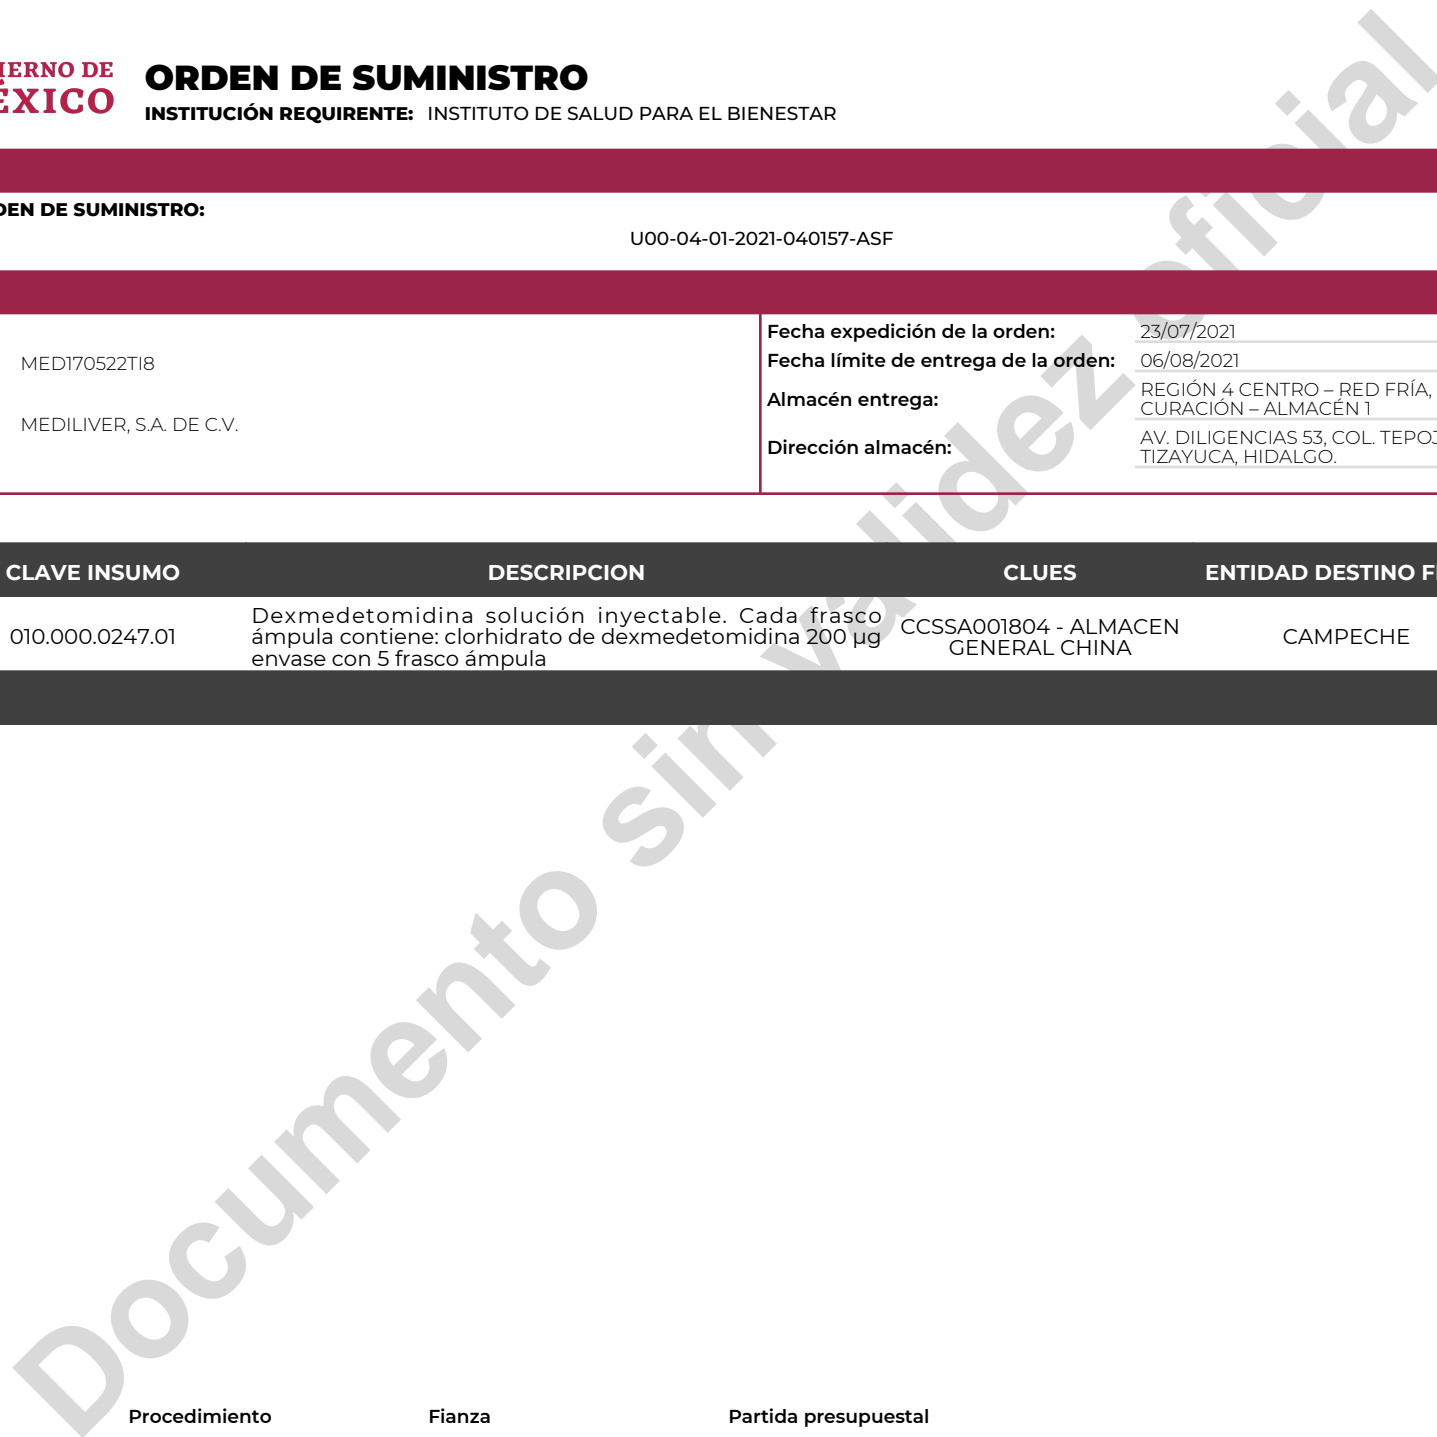 IERNO DE
ÉXICO
ORDEN DE SUMINISTRO
INSTITUCIÓN REQUIRENTE: INSTITUTO DE SALUD PARA EL BIENESTAR
DEN DE SUMINISTRO:
U00-04-01-2021-040157-ASF
MED170522TI8
MEDILIVER, S.A. DE C.V.
Fecha expedición de la orden: 23/07/2021
Fecha límite de entrega de la orden: 06/08/2021
Almacén entrega: REGIÓN 4 CENTRO – RED FRÍA,
CURACIÓN – ALMACÉN 1
Dirección almacén: AV. DILIGENCIAS 53, COL. TEPOJ
TIZAYUCA, HIDALGO.
CLAVE INSUMO DESCRIPCION CLUES ENTIDAD DESTINO F
010.000.0247.01
Dexmedetomidina solución inyectable. Cada frasco
ámpula contiene: clorhidrato de dexmedetomidina 200 µg
envase con 5 frasco ámpula
CCSSA001804 - ALMACEN
GENERAL CHINA
CAMPECHE
Documento sin validez oficial
Procedimiento Fianza Partida presupuestal